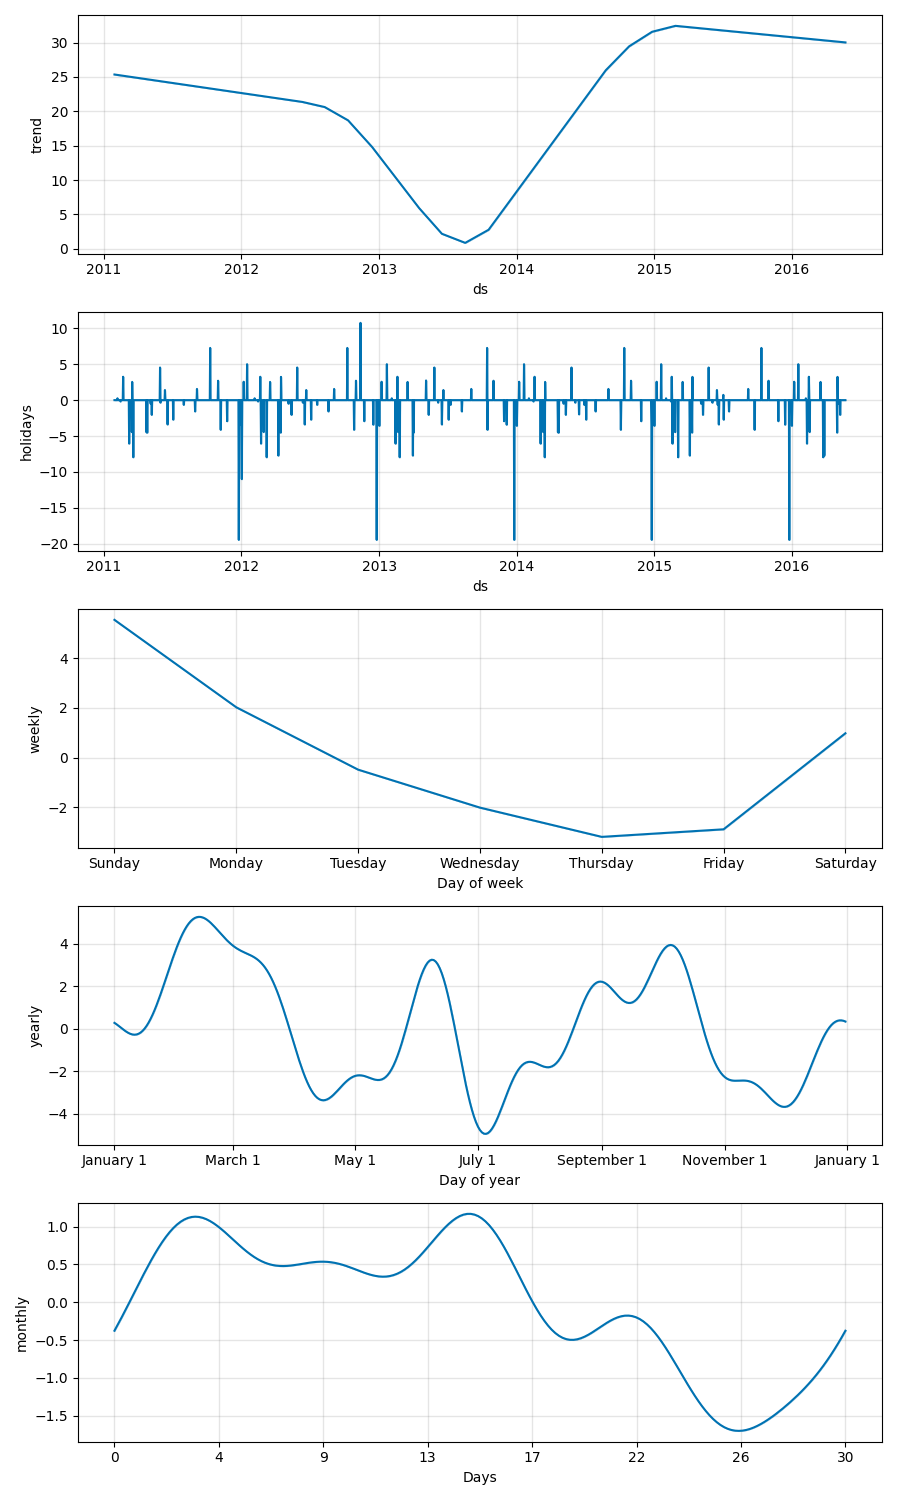 30
25
20
15
10
5
0
trend
2011 2012 2013 2014 2015 2016
ds
10
5
0
−5
−10
−15
−20
holidays
2011 2012 2013 2014 2015 2016
ds
4
2
0
−2
weekly
Sunday Monday Tuesday Wednesday Thursday Friday Saturday
Day of week
4
2
0
−2
−4
yearly
January 1 March 1 May 1 July 1 September 1 November 1 January 1
Day of year
1.0
0.5
0.0
−0.5
−1.0
−1.5
monthly
0 4 9 13 17 22 26 30
Days